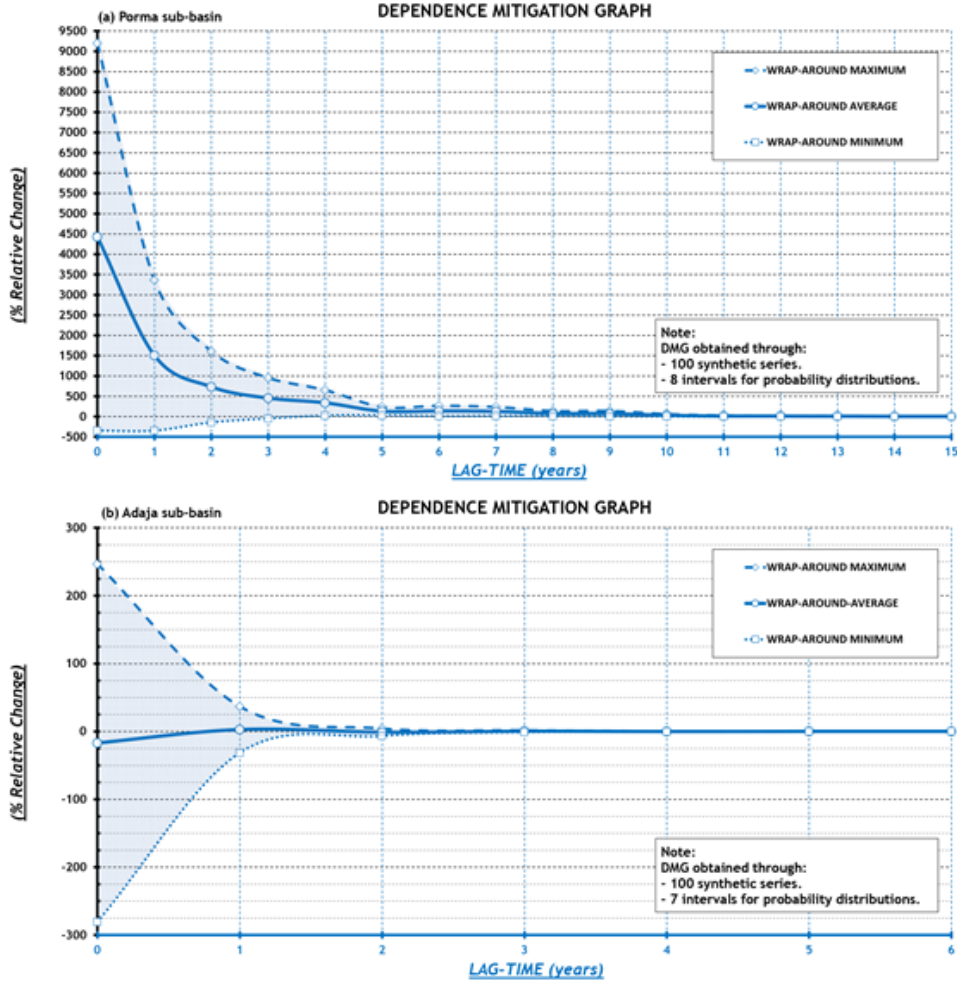 DEPENDENCE MITIGATION GRAPH
(a) Porma sub-basin
9500
9000
8500
8000
7500
7000
6500
6000
5500
5000
4500
4000
3500
3000
2500
2000
1500
1000
500
0
-500
(% Relative Change)
WRAP-AROUND MAXIMUM
WRAP-AROUND AVERAGE
WRAP-AROUND MINIMUM
Note:
DMG obtained through:
- 100 synthetic series.
- 8 intervals for probability distributions.
0 1 2 3 4 5 6 7 8 9 10 11 12 13 14 15
LAG-TIME (years)
DEPENDENCE MITIGATION GRAPH
(b) Adaja sub-basin
300
200
100
0
-100
-200
-300
(% Relative Change)
WRAP-AROUND MAXIMUM
WRAP-AROUND-AVERAGE
WRAP-AROUND MINIMUM
Note:
DMG obtained through:
- 100 synthetic series.
- 7 intervals for probability distributions.
0 1 2 3 4 5 6
LAG-TIME (years)